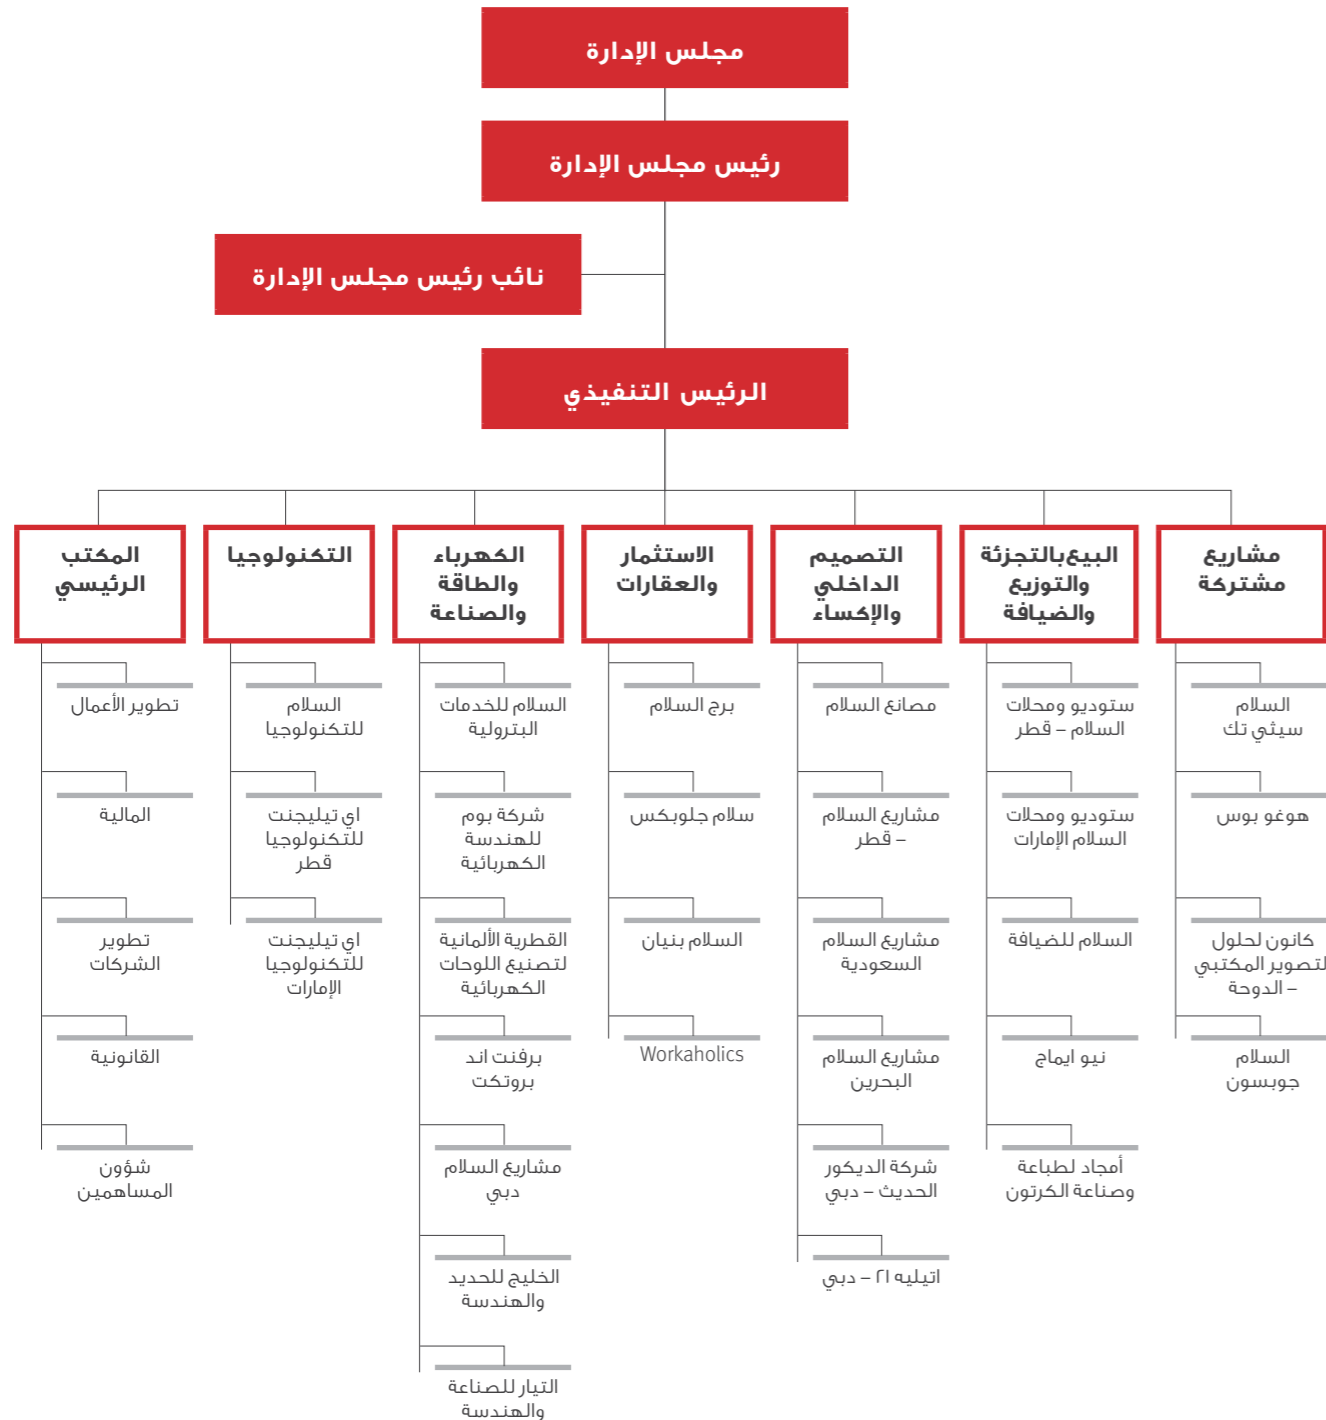 مجلس الإدارة
رئيس مجلس الإدارة
نائب رئيس مجلس الإدارة
الرئيس التنفيذي
مشاريع
مشتركة
السلام
سيثي تك
هوغو بوس
كانون لحلول
لتصوير المكتبي
– الدوحة
السلام
جوبسون
البيع بالتجزئة
والتوزيع
والضيافة
ستوديو ومحلات
السلام – قطر
ستوديو ومحلات
السلام الإمارات
السلام للضيافة
نيو ايماج
أمجاد لطباعة
وصناعة الكرتون
التصميم
الداخلي
والإكساء
مصانع السلام
مشاريع السلام
– قطر
مشاريع السلام
السعودية
مشاريع السلام
البحرين
شركة الديكور
الحديث – دبي
اتيليه ٢١ – دبي
الاستثمار
والعقارات
برج السلام
سلام جلوبكس
السلام بنيان
Workaholics
الكهرباء
والطاقة
والصناعة
السلام للخدمات
البترولية
شركة بوم
للهندسة
الكهربائية
القطرية الألمانية
لتصنيع اللوحات
الكهربائية
برفنت اند
بروتكت
مشاريع السلام
دبي
الخليج للحديد
والهندسة
التيار للصناعة
والهندسة
التكنولوجيا
السلام
للتكنولوجيا
اي تيليجنت
للتكنولوجيا
قطر
اي تيليجنت
للتكنولوجيا
الإمارات
المكتب
الرئيسي
تطوير الأعمال
المالية
تطوير
الشركات
القانونية
شؤون
المساهمين